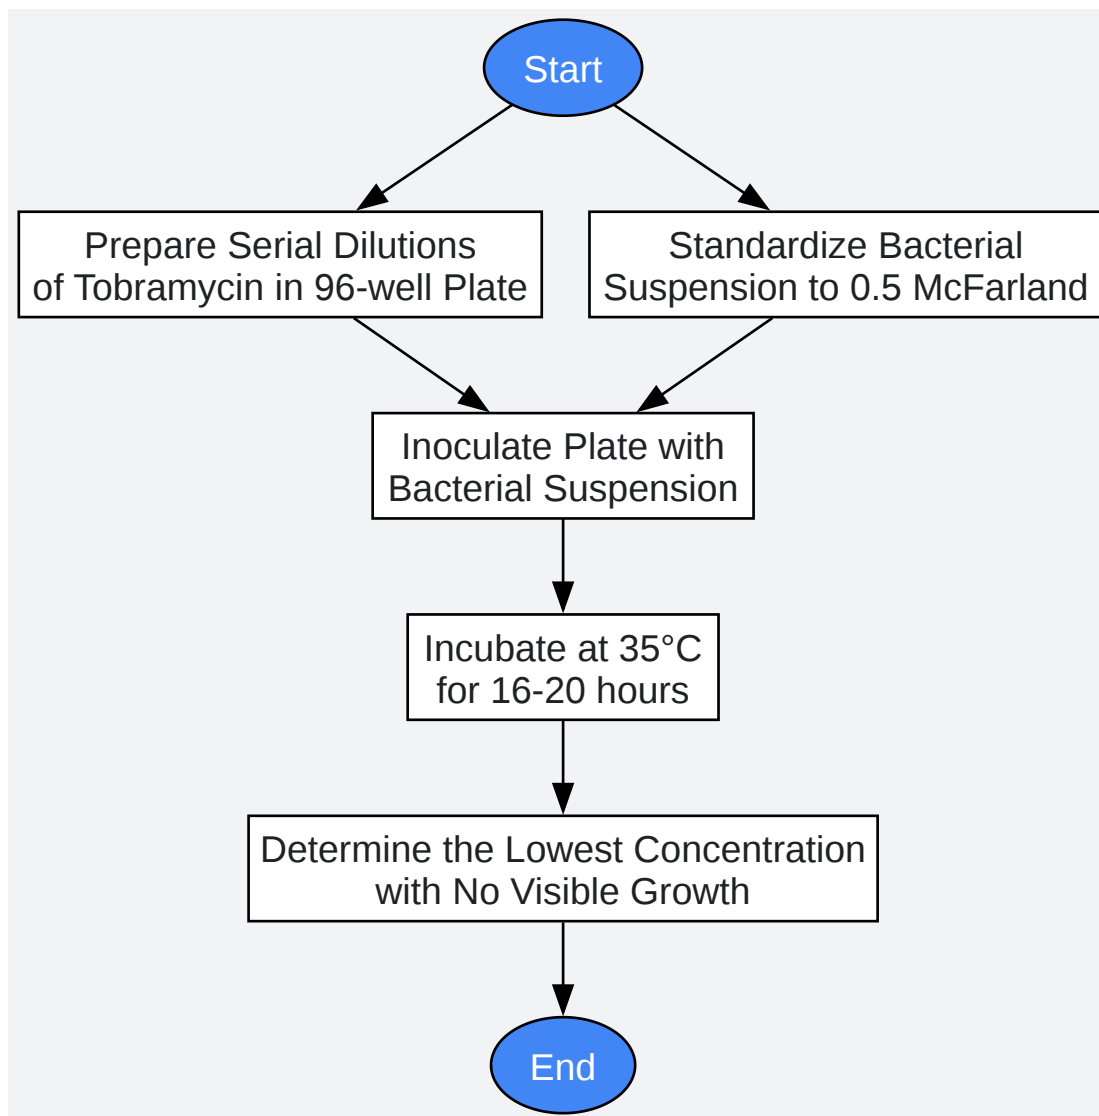 Start
Prepare Serial Dilutions
of Tobramycin in 96-well Plate
Standardize Bacterial
Suspension to 0.5 McFarland
Inoculate Plate with
Bacterial Suspension
Incubate at 35°C
for 16-20 hours
Determine the Lowest Concentration
with No Visible Growth
End